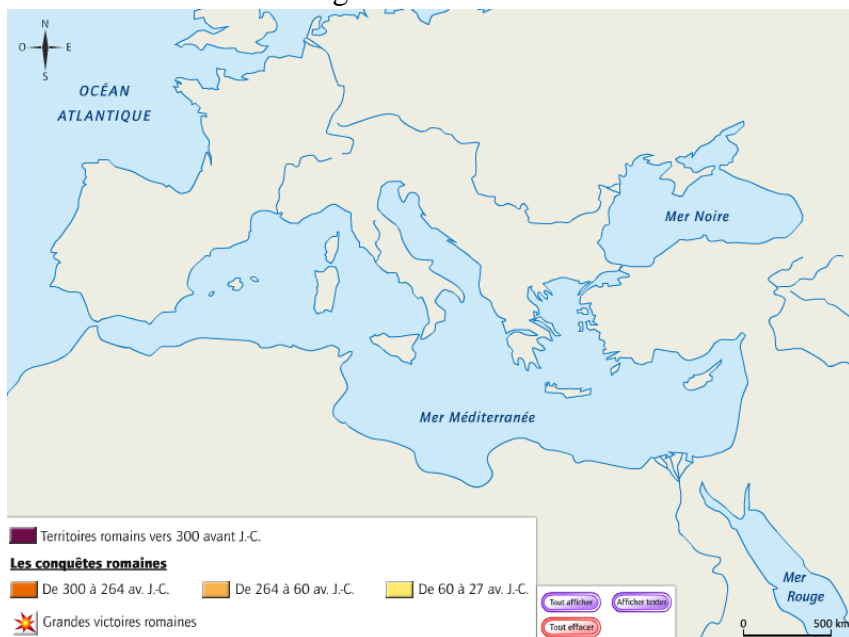 N
O E
S
OCÉAN
ATLANTIQUE
Mer Noire
Mer Méditerranée
Mer
Rouge
Territoires romains vers 300 avant J.-C.
Les conquêtes romaines
De 300 à 264 av. J.-C. De 264 à 60 av. J.-C. De 60 à 27 av. J.-C.
Grandes victoires romaines
Tout afficher Afficher textes
Tout effacer
0 500 km